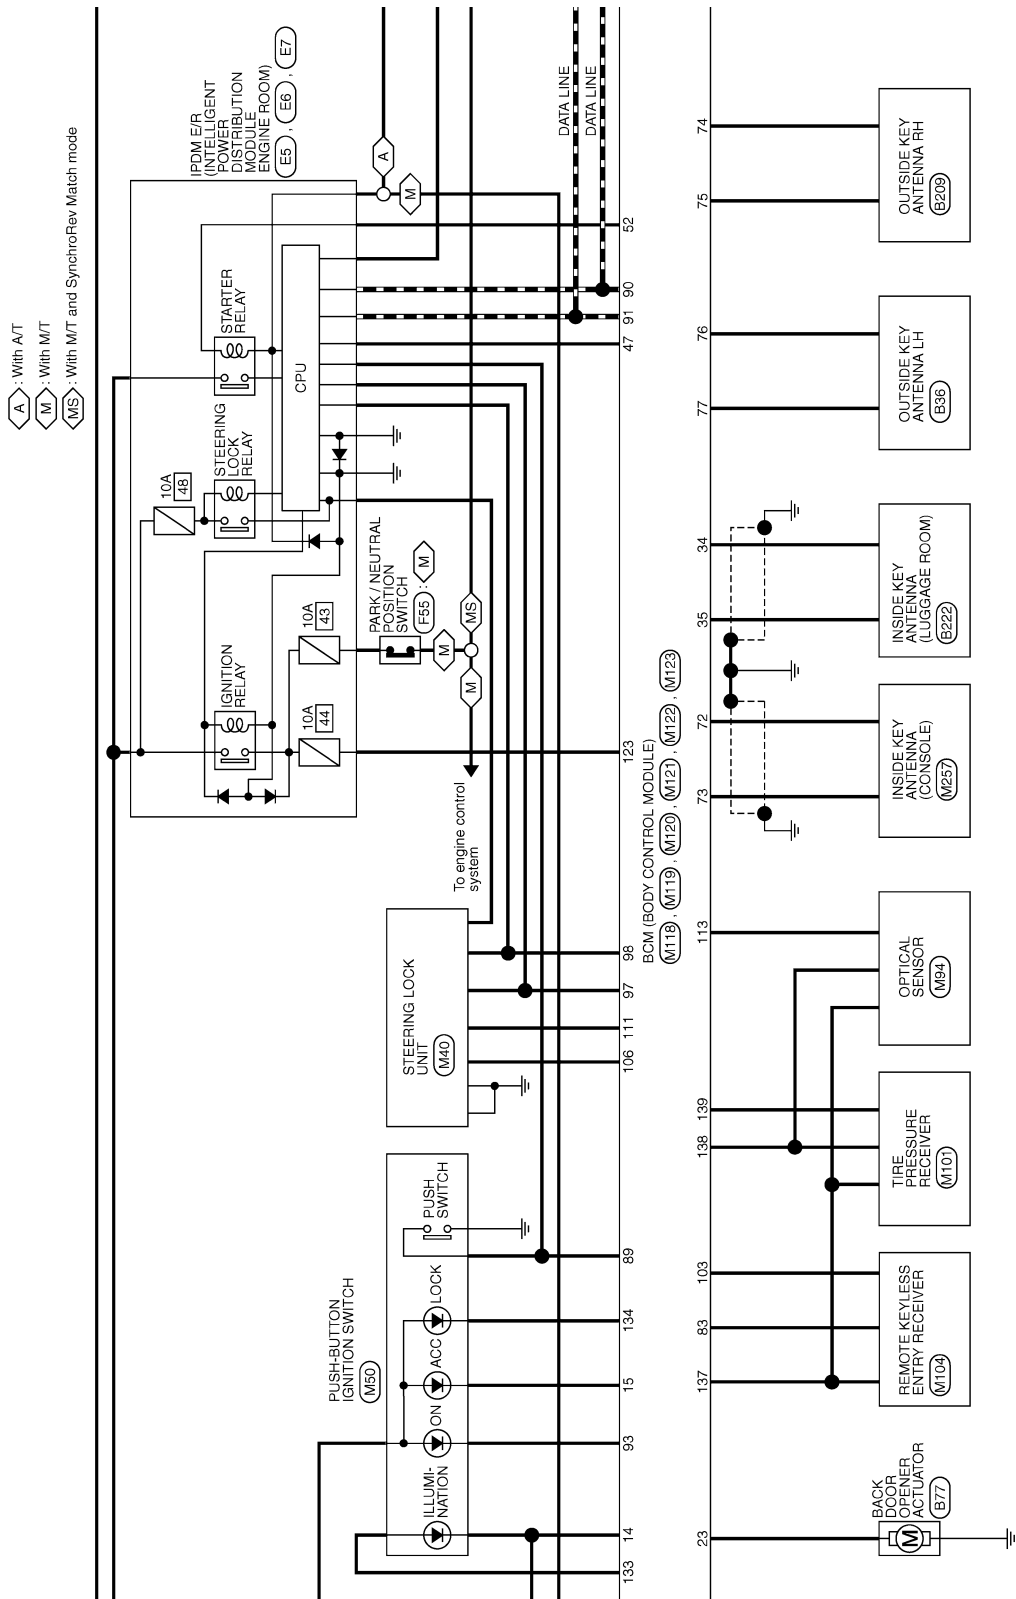 A : With A/T
M : With M/T
MS : With M/T and SynchroRev Match mode
IPDM E/R
(INTELLIGENT
POWER
DISTRIBUTION
MODULE
ENGINE ROOM)
E5 , E6 , E7
A
M
DATA LINE
DATA LINE
STARTER
RELAY
CPU
STEERING
LOCK
RELAY
10A
48
IGNITION
RELAY
10A
43
10A
44
PARK / NEUTRAL
POSITION
SWITCH
F55 : M
M
MS
M
To engine control
system
STEERING LOCK
UNIT
M40
PUSH-BUTTON
IGNITION SWITCH
M50
ILLUMI-
NATION
ON
ACC
LOCK
PUSH
SWITCH
133
14
93
15
134
89
106
111
97
98
123
47
91
90
52
BCM (BODY CONTROL MODULE)
M118 , M119 , M120 , M121 , M122 , M123
23
137
83
103
138
139
113
73
72
35
34
77
76
75
74
BACK
DOOR
OPENER
ACTUATOR
B77
M
REMOTE KEYLESS
ENTRY RECEIVER
M104
TIRE
PRESSURE
RECEIVER
M101
OPTICAL
SENSOR
M94
INSIDE KEY
ANTENNA
(CONSOLE)
M257
INSIDE KEY
ANTENNA
(LUGGAGE ROOM)
B222
OUTSIDE KEY
ANTENNA LH
B36
OUTSIDE KEY
ANTENNA RH
B209